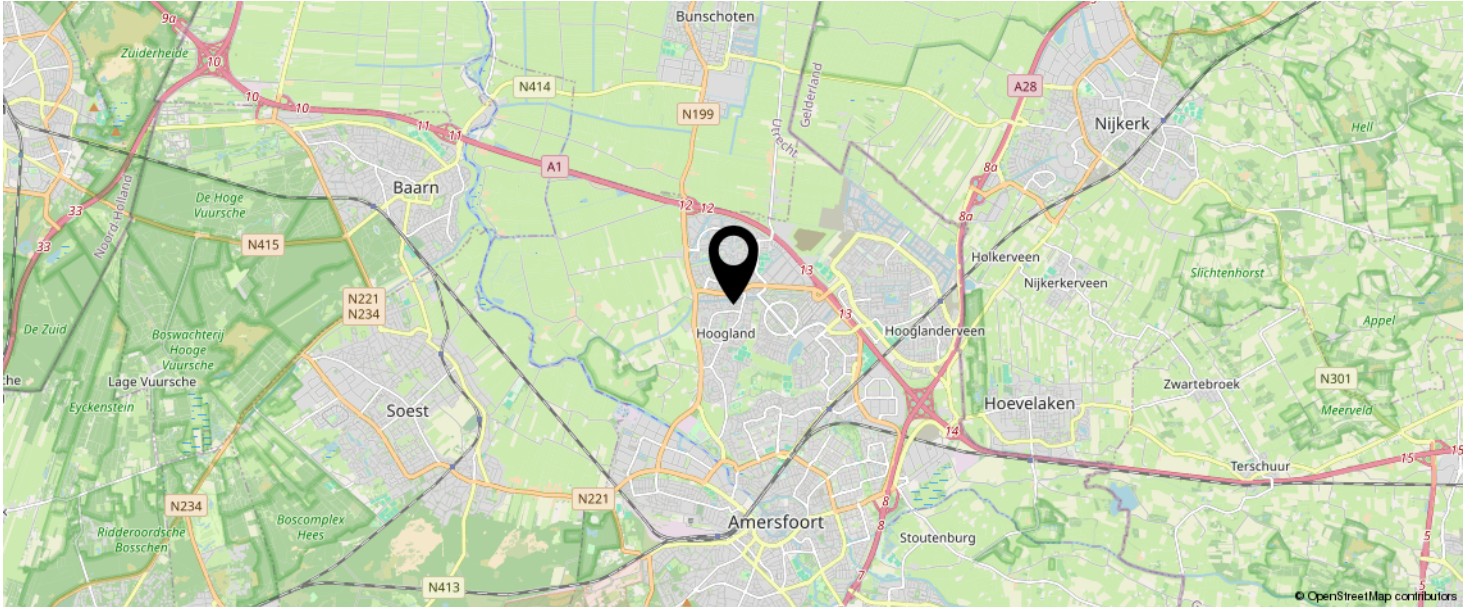 9a
Bunschoten
Zuiderheide
10
N414
A28
10
10
N199
Gelderland
Utrecht
Nijkerk
Hell
11
11
A1
8a
Baarn
De Hoge
Vuursche
12
12
8a
33
Noord-Holland
N415
33
13
Holkerveen
Slichtenhorst
Nijkerkerveen
N221
N234
De Zuid
Boswachterij
Hooge
Vuursche
13
Hoogland
Hooglanderveen
Appel
che
Lage Vuursche
Zwartebroek
N301
Eyckenstein
Soest
Hoevelaken
Meerveld
14
15
15
Terschuur
N234
N221
8
8
Boscomplex
Hees
Amersfoort
Ridderoordsche
Bosschen
Stoutenburg
5
7
N413
5
© OpenStreetMap contributors